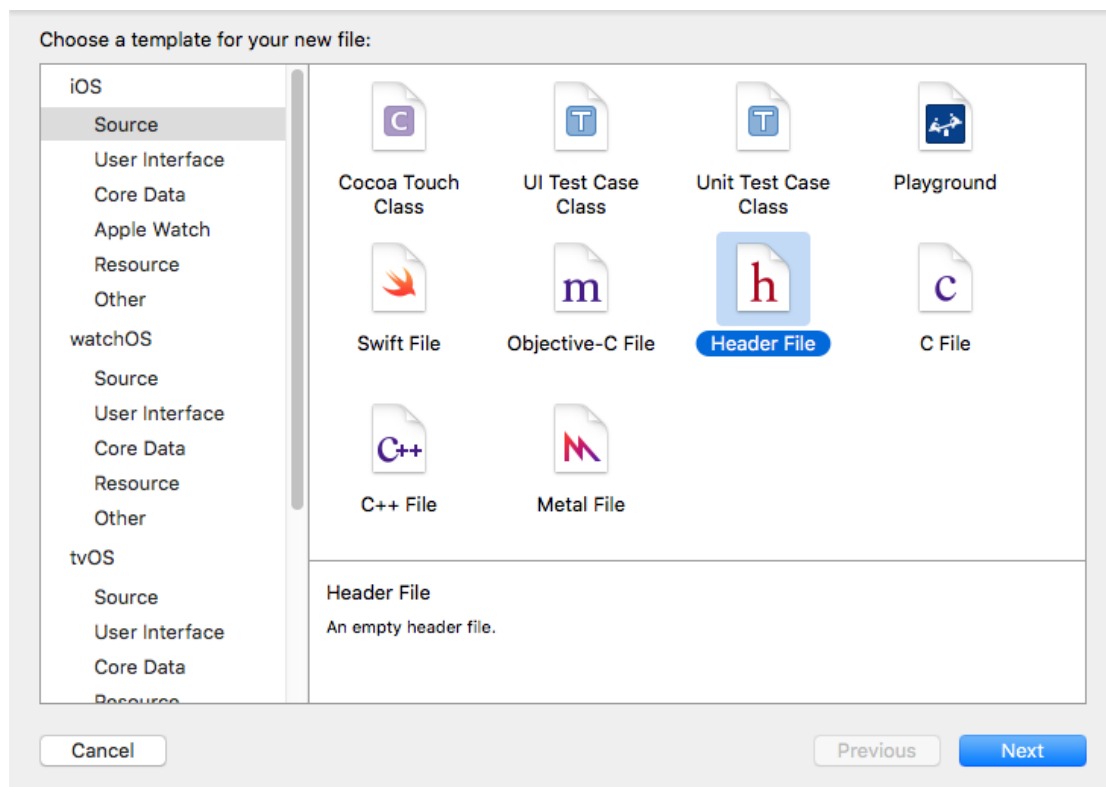 Choose a template for your new file:
iOS
Source
User Interface
Core Data
Apple Watch
Resource
Other
watchOS
Source
User Interface
Core Data
Resource
Other
tvOS
Source
User Interface
Core Data
Resource
C
T
T
Cocoa Touch
Class
UI Test Case
Class
Unit Test Case
Class
Playground
m
h
c
Swift File
Objective-C File
Header File
C File
C++
C++ File
Metal File
Header File
An empty header file.
Cancel
Previous
Next